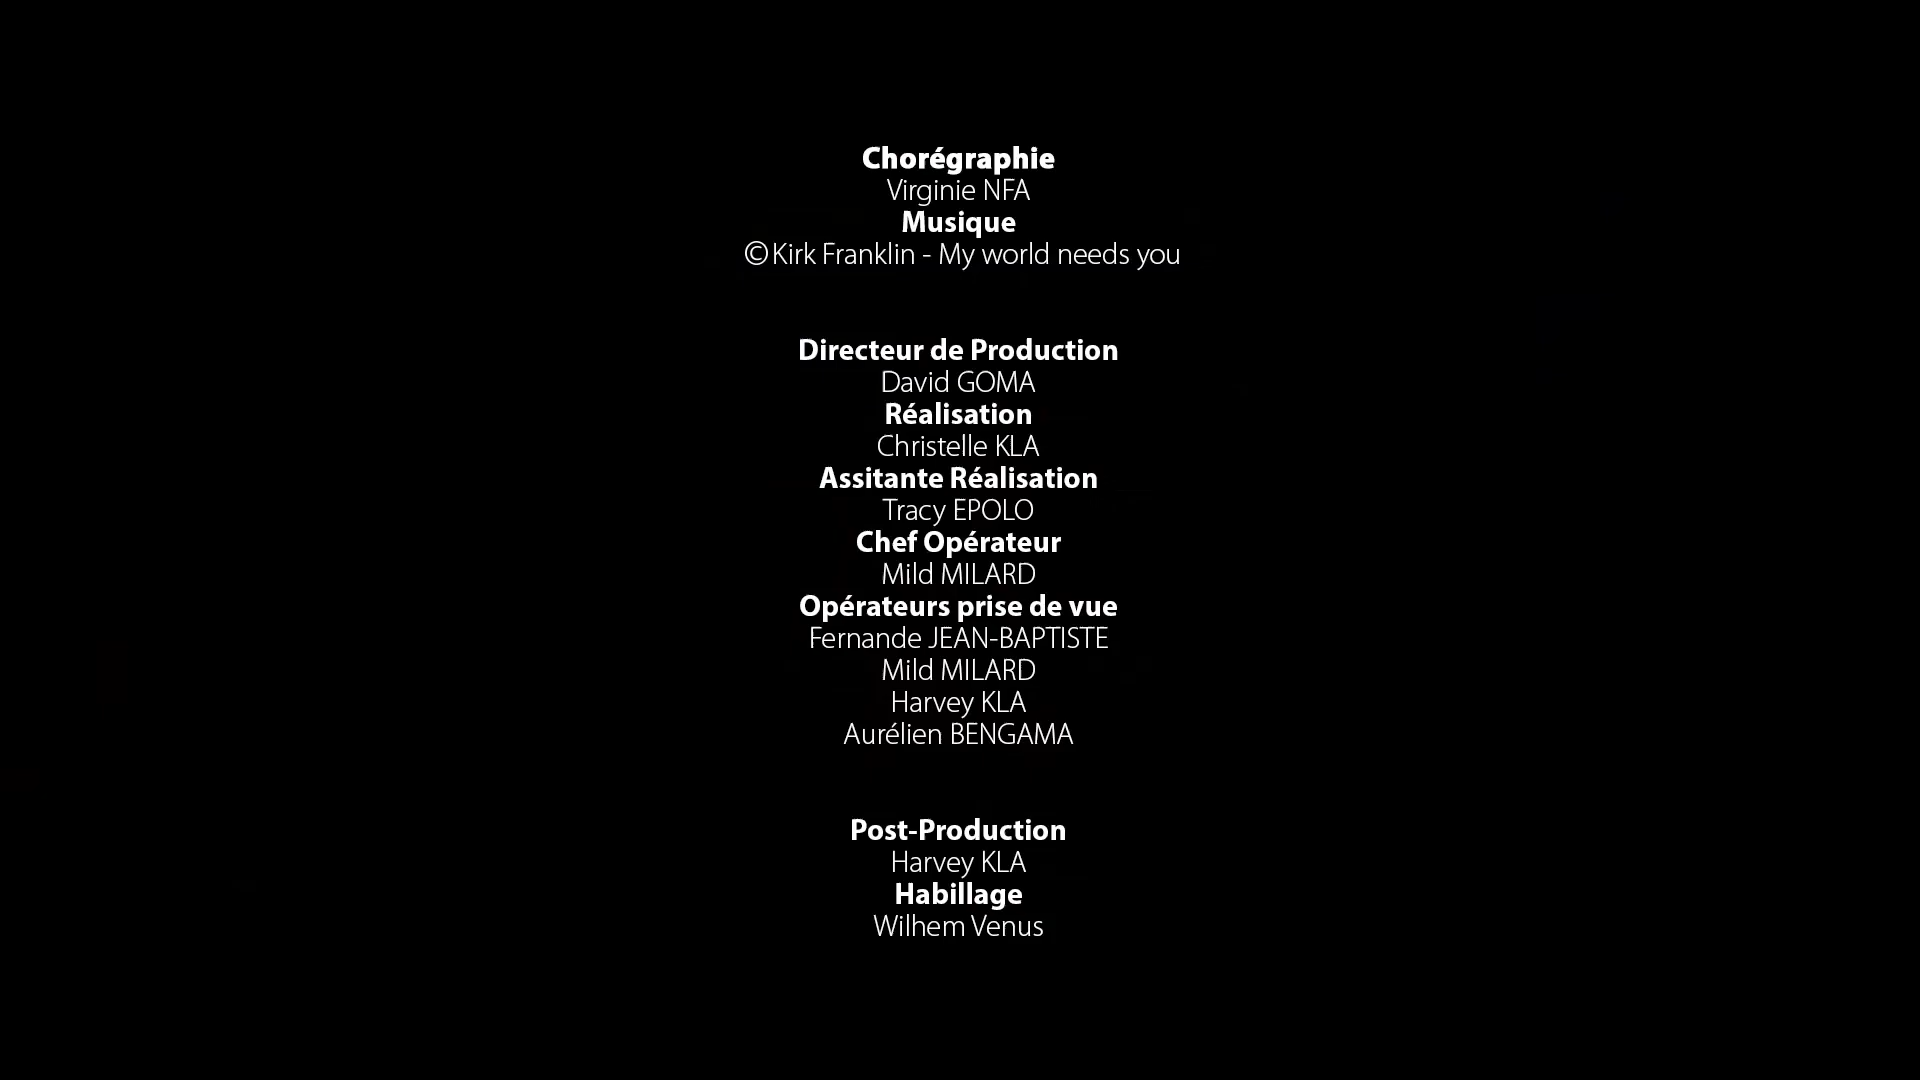 Chorégraphie
Virginie NFA
Musique
©Kirk Franklin - My world needs you
Directeur de Production
David GOMA
Réalisation
Christelle KLA
Assitante Réalisation
Tracy EPOLO
Chef Opérateur
Mild MILARD
Opérateurs prise de vue
Fernande JEAN-BAPTISTE
Mild MILARD
Harvey KLA
Aurélien BENGAMA
Post-Production
Harvey KLA
Habillage
Wilhem Venus